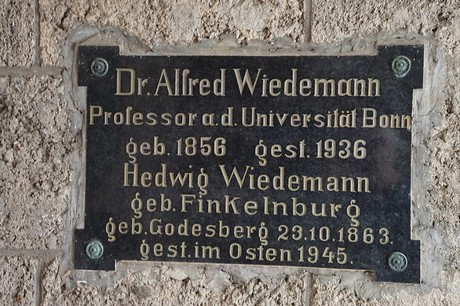 Dr. Alfred Wiedemann
Professor a.d. Universität Bonn
geb. 1856 gest. 1936
Hedwig Wiedemann
geb. Finkelnburg
geb. Godesberg 23.10.1863.
gest. im Osten 1945.